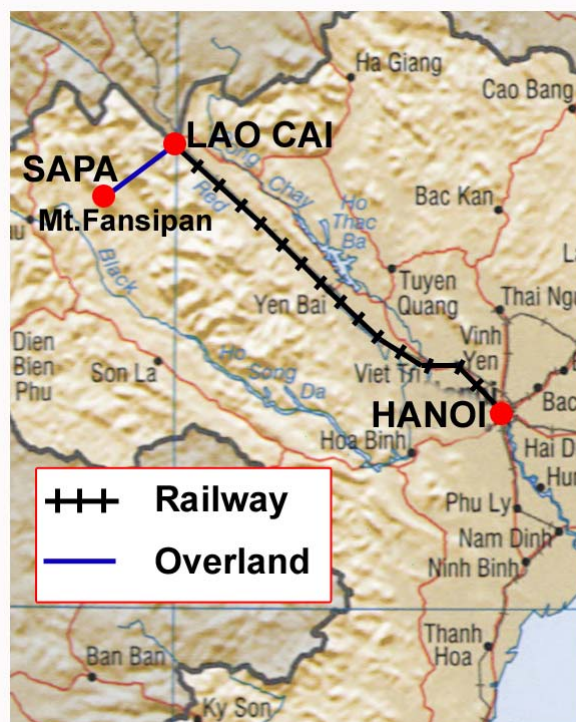 Ha Giang
Cao Bang
LAO CAI
Song
Chay
SAPA
Red
Mt.Fansipan
Ho
Thac
Ba
Bac Kan
Black
Tuyen
Quang
Thai Ng
Yen Bai
Vinh
Yen
Dien
Bien
Phu
Son La
Ho
Song
Da
Viet Tri
HANOI
Bac
Hoa Binh
Hai D
Hun
Railway
Phu Ly
Overland
Nam Dinh
Ninh Binh
Thanh
Hoa
Ban Ban
Ky Son